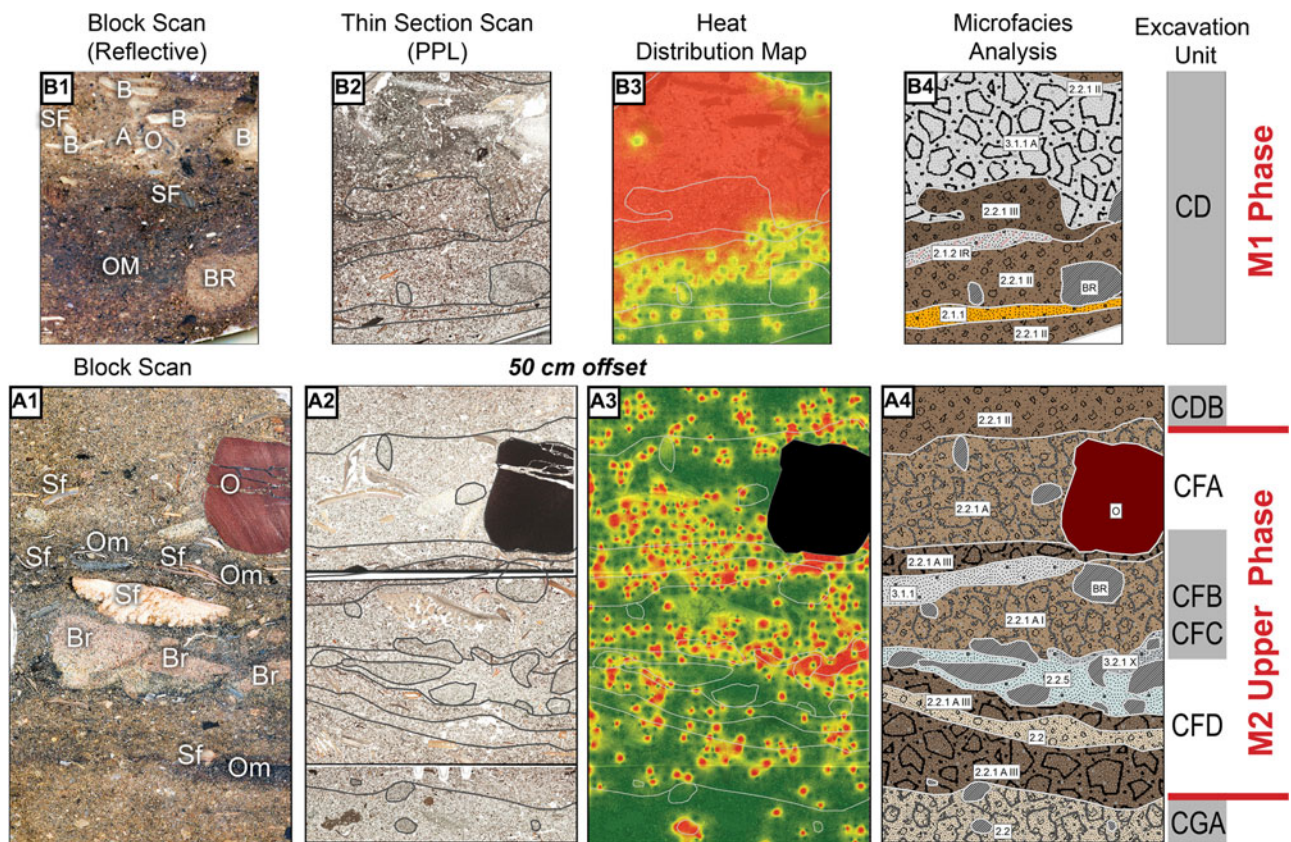 Block Scan
(Reflective)
Thin Section Scan
(PPL)
Heat
Distribution Map
Microfacies
Analysis
Excavation
Unit
B1
B
SF
B
B
A
O
B
SF
OM
BR
B2
B3
B4
2.2.1 II
3.1.1 A
2.2.1 III
2.1.2 IR
2.2.1 II
BR
2.1.1
2.2.1 II
CD
M1 Phase
Block Scan
50 cm offset
A1
O
Sf
Om
Sf
Sf
Om
Sf
Br
Br
Br
Sf
Om
A2
A3
A4
2.2.1 II
2.2.1 A
O
2.2.1 A III
3.1.1
BR
2.2.1 A I
3.2.1 X
2.2.5
2.2.1 A III
2.2
2.2.1 A III
2.2
CDB
CFA
CFB
CFC
CFD
CGA
M2 Upper Phase